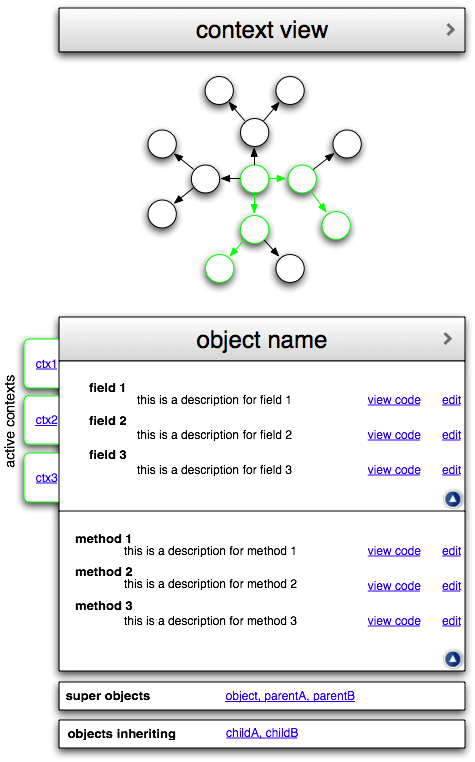 context view
object name
active contexts
ctx1
ctx2
ctx3
field 1
this is a description for field 1 view code edit
field 2
this is a description for field 2 view code edit
field 3
this is a description for field 3 view code edit
method 1
this is a description for method 1 view code edit
method 2
this is a description for method 2 view code edit
method 3
this is a description for method 3 view code edit
super objects object, parentA, parentB
objects inheriting childA, childB